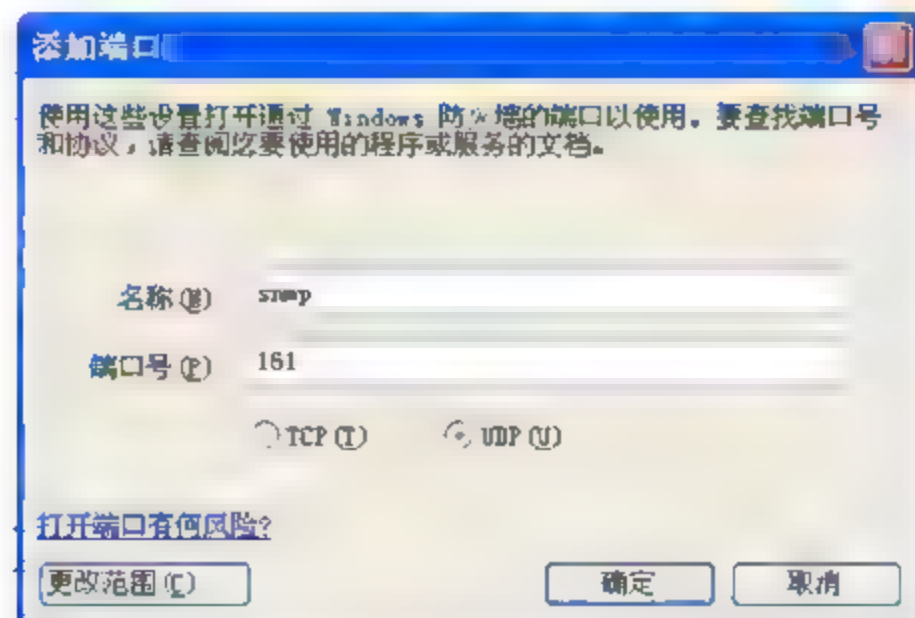 添加端口
使用这些设置打开通过 Windows 防火墙的端口以使用。要查找端口号
和协议，请查阅您要使用的程序或服务的文档。
名称(N) snmp
端口号(P) 161
TCP(T) UDP(U)
打开端口有何风险?
更改范围(C) 确定 取消